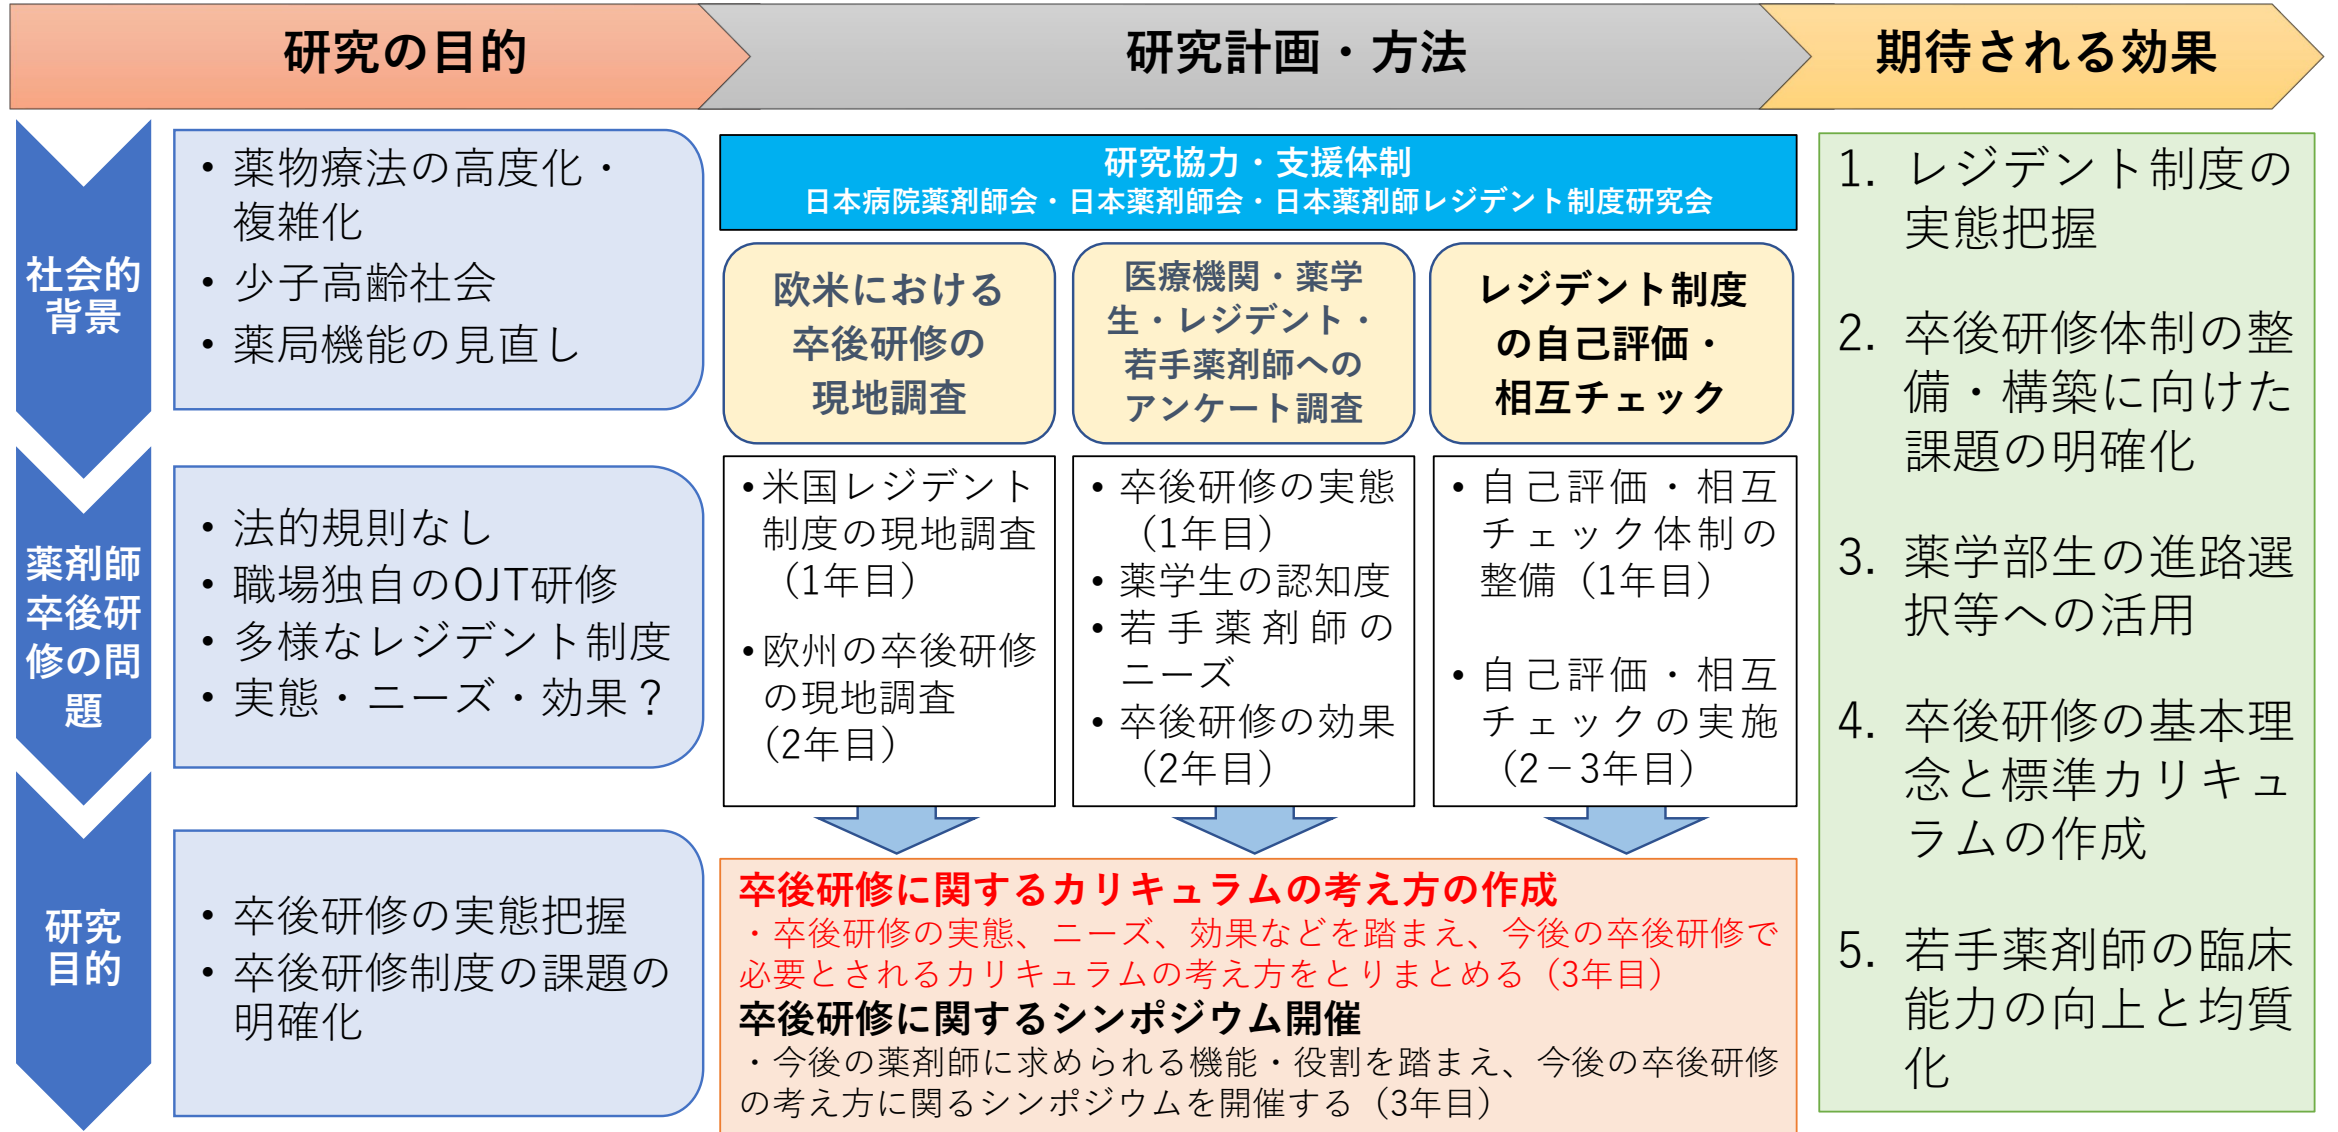 研究の目的
研究計画・方法
期待される効果
社会的
背景
• 薬物療法の高度化・
複雑化
• 少子高齢社会
• 薬局機能の見直し
薬剤師
卒後研
修の問
題
• 法的規則なし
• 職場独自のOJT研修
• 多様なレジデント制度
• 実態・ニーズ・効果？
研究
目的
• 卒後研修の実態把握
• 卒後研修制度の課題の
明確化
研究協力・支援体制
日本病院薬剤師会・日本薬剤師会・日本薬剤師レジデント制度研究会
欧米における
卒後研修の
現地調査
•米国レジデント
制度の現地調査
（1年目）
•欧州の卒後研修
の現地調査
（2年目）
医療機関・薬学
生・レジデント・
若手薬剤師への
アンケート調査
• 卒後研修の実態
（1年目）
• 薬学生の認知度
• 若手薬剤師の
ニーズ
• 卒後研修の効果
（2年目）
レジデント制度
の自己評価・
相互チェック
• 自己評価・相互
チェック体制の
整備（1年目）
• 自己評価・相互
チェックの実施
（2－3年目）
卒後研修に関するカリキュラムの考え方の作成
・卒後研修の実態、ニーズ、効果などを踏まえ、今後の卒後研修で
必要とされるカリキュラムの考え方をとりまとめる（3年目）
卒後研修に関するシンポジウム開催
・今後の薬剤師に求められる機能・役割を踏まえ、今後の卒後研修
の考え方に関るシンポジウムを開催する（3年目）
1. レジデント制度の
実態把握
2. 卒後研修体制の整
備・構築に向けた
課題の明確化
3. 薬学部生の進路選
択等への活用
4. 卒後研修の基本理
念と標準カリキュ
ラムの作成
5. 若手薬剤師の臨床
能力の向上と均質
化